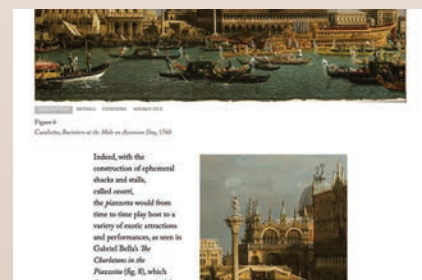 DETAILS
Figure 6
Canaletto, Bucintoro at the Molo on Ascension Day, 1760
Indeed, with the
construction of ephemeral
shacks and stalls,
called casotti,
the piazzetta would from
time to time play host to a
variety of exotic attractions
and performances, as seen in
Gabriel Bella's The
Charlatans in the
Piazzetta (fig. 8), which